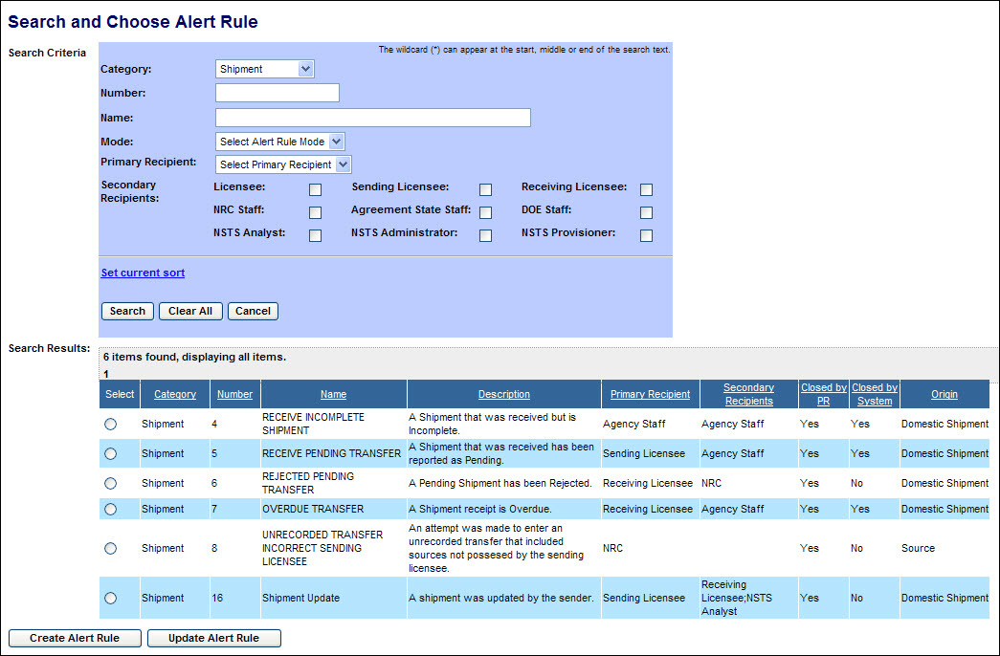 Search and Choose Alert Rule
Search Criteria
The wildcard (*) can appear at the start, middle or end of the search text.
Category: Shipment
Number:
Name:
Mode: Select Alert Rule Mode
Primary Recipient: Select Primary Recipient
Secondary Recipients:
Licensee: Sending Licensee: Receiving Licensee:
NRC Staff: Agreement State Staff: DOE Staff:
NSTS Analyst: NSTS Administrator: NSTS Provisioner:
Set current sort
Search Clear All Cancel
Search Results:
6 items found, displaying all items.
1
Select Category Number Name Description Primary Recipient Secondary Recipients Closed by PR Closed by System Origin
Shipment 4 RECEIVE INCOMPLETE SHIPMENT A Shipment that was received but is Incomplete. Agency Staff Agency Staff Yes Yes Domestic Shipment
Shipment 5 RECEIVE PENDING TRANSFER A Shipment that was received has been reported as Pending. Sending Licensee Agency Staff Yes Yes Domestic Shipment
Shipment 6 REJECTED PENDING TRANSFER A Pending Shipment has been Rejected. Receiving Licensee NRC Yes No Domestic Shipment
Shipment 7 OVERDUE TRANSFER A Shipment receipt is Overdue. Receiving Licensee Agency Staff Yes Yes Domestic Shipment
Shipment 8 UNRECORDED TRANSFER INCORRECT SENDING LICENSEE An attempt was made to enter an unrecorded transfer that included sources not possesed by the sending licensee. NRC Yes No Source
Shipment 16 Shipment Update A shipment was updated by the sender. Sending Licensee Receiving Licensee;NSTS Analyst Yes No Domestic Shipment
Create Alert Rule Update Alert Rule